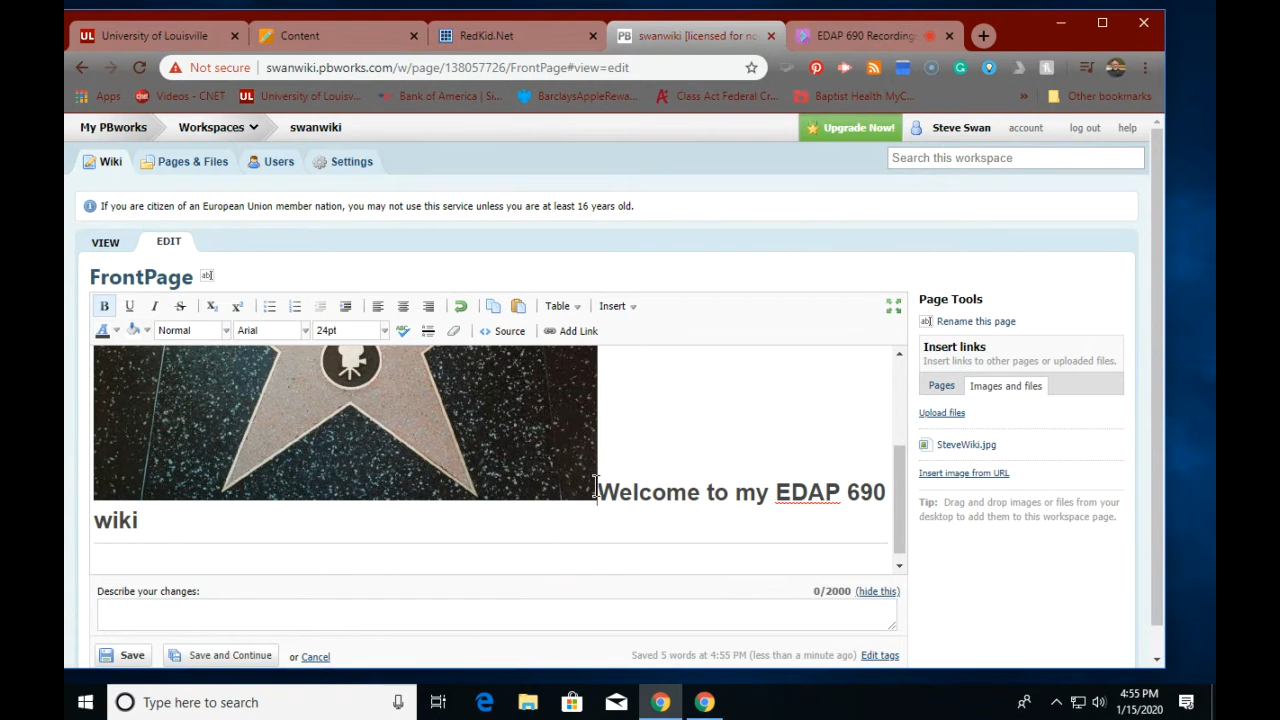 University of Louisville
Content
RedKid.Net
PB swanwiki [licensed for no
EDAP 690 Recording
Not secure swanwiki.pbworks.com/w/page/138057726/FrontPage#view=edit
Apps
Videos - CNET
University of Louisv...
Bank of America | Si...
BarclaysAppleRewa...
Class Act Federal Cr...
Baptist Health MyC...
» Other bookmarks
My PBworks Workspaces swanwiki
Upgrade Now! Steve Swan account log out help
Wiki Pages & Files Users Settings
Search this workspace
If you are citizen of an European Union member nation, you may not use this service unless you are at least 16 years old.
VIEW EDIT
FrontPage
B U I S X₂ X² Table Insert
A Normal Arial 24pt ABC Source Add Link
Welcome to my EDAP 690
wiki
Describe your changes: 0/2000 (hide this)
Save Save and Continue or Cancel Saved 5 words at 4:55 PM (less than a minute ago) Edit tags
Page Tools
Rename this page
Insert links
Insert links to other pages or uploaded files.
Pages Images and files
Upload files
SteveWiki.jpg
Insert image from URL
Tip: Drag and drop images or files from your
desktop to add them to this workspace page.
Type here to search
4:55 PM
1/15/2020